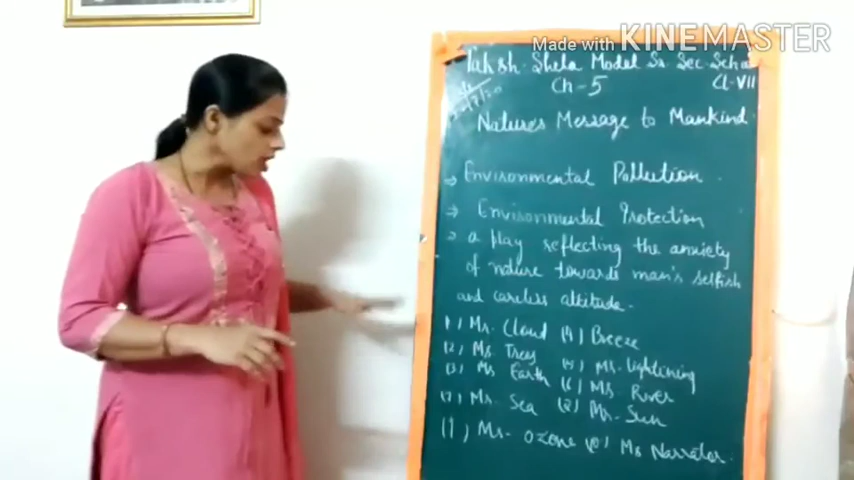 Made with KINEMASTER
Shila Model Sr. Sec. School
Ch-5 Cl-VII
Nature's Message to Mankind
→ Environmental Pollution.
→ Environmental Protection
→ a play reflecting the anxiety
of nature towards man's selfish
and careless attitude.
(1) Mr. Cloud (4) Breeze
(2) Ms. Trees (5) Mr. Lightening
(3) Ms Earth (6) Ms. River
(7) Mr. Sea (8) Mr. Sun
(9) Mr- Ozone (10) Ms Narrator.